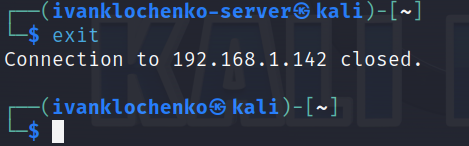 ┌──(ivanklochenko-server㉿kali)-[~]
└─$ exit
Connection to 192.168.1.142 closed.
┌──(ivanklochenko㉿kali)-[~]
└─$